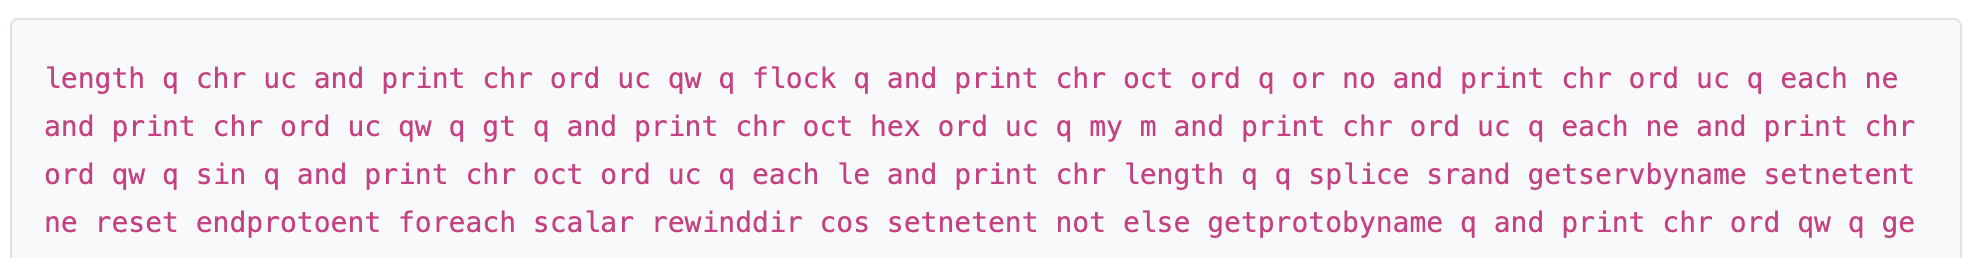 length q chr uc and print chr ord uc qw q flock q and print chr oct ord q or no and print chr ord uc q each ne
and print chr ord uc qw q gt q and print chr oct hex ord uc q my m and print chr ord uc q each ne and print chr
ord qw q sin q and print chr oct ord uc q each le and print chr length q q splice srand getservbyname setnetent
ne reset endprotoent foreach scalar rewinddir cos setnetent not else getprotobyname q and print chr ord qw q ge